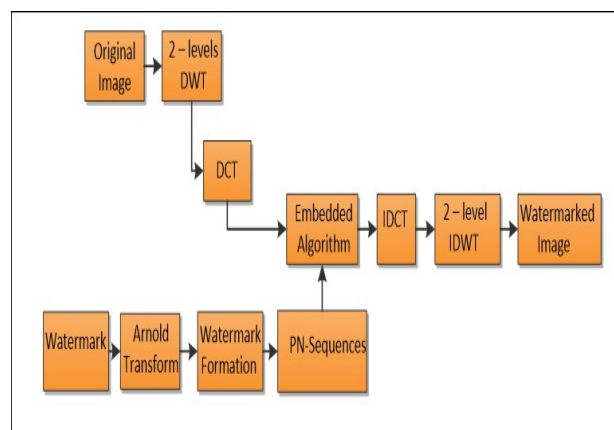 Original
Image
2 – levels
DWT
DCT
Embedded
Algorithm
IDCT
2 – level
IDWT
Watermarked
Image
Watermark
Arnold
Transform
Watermark
Formation
PN-Sequences